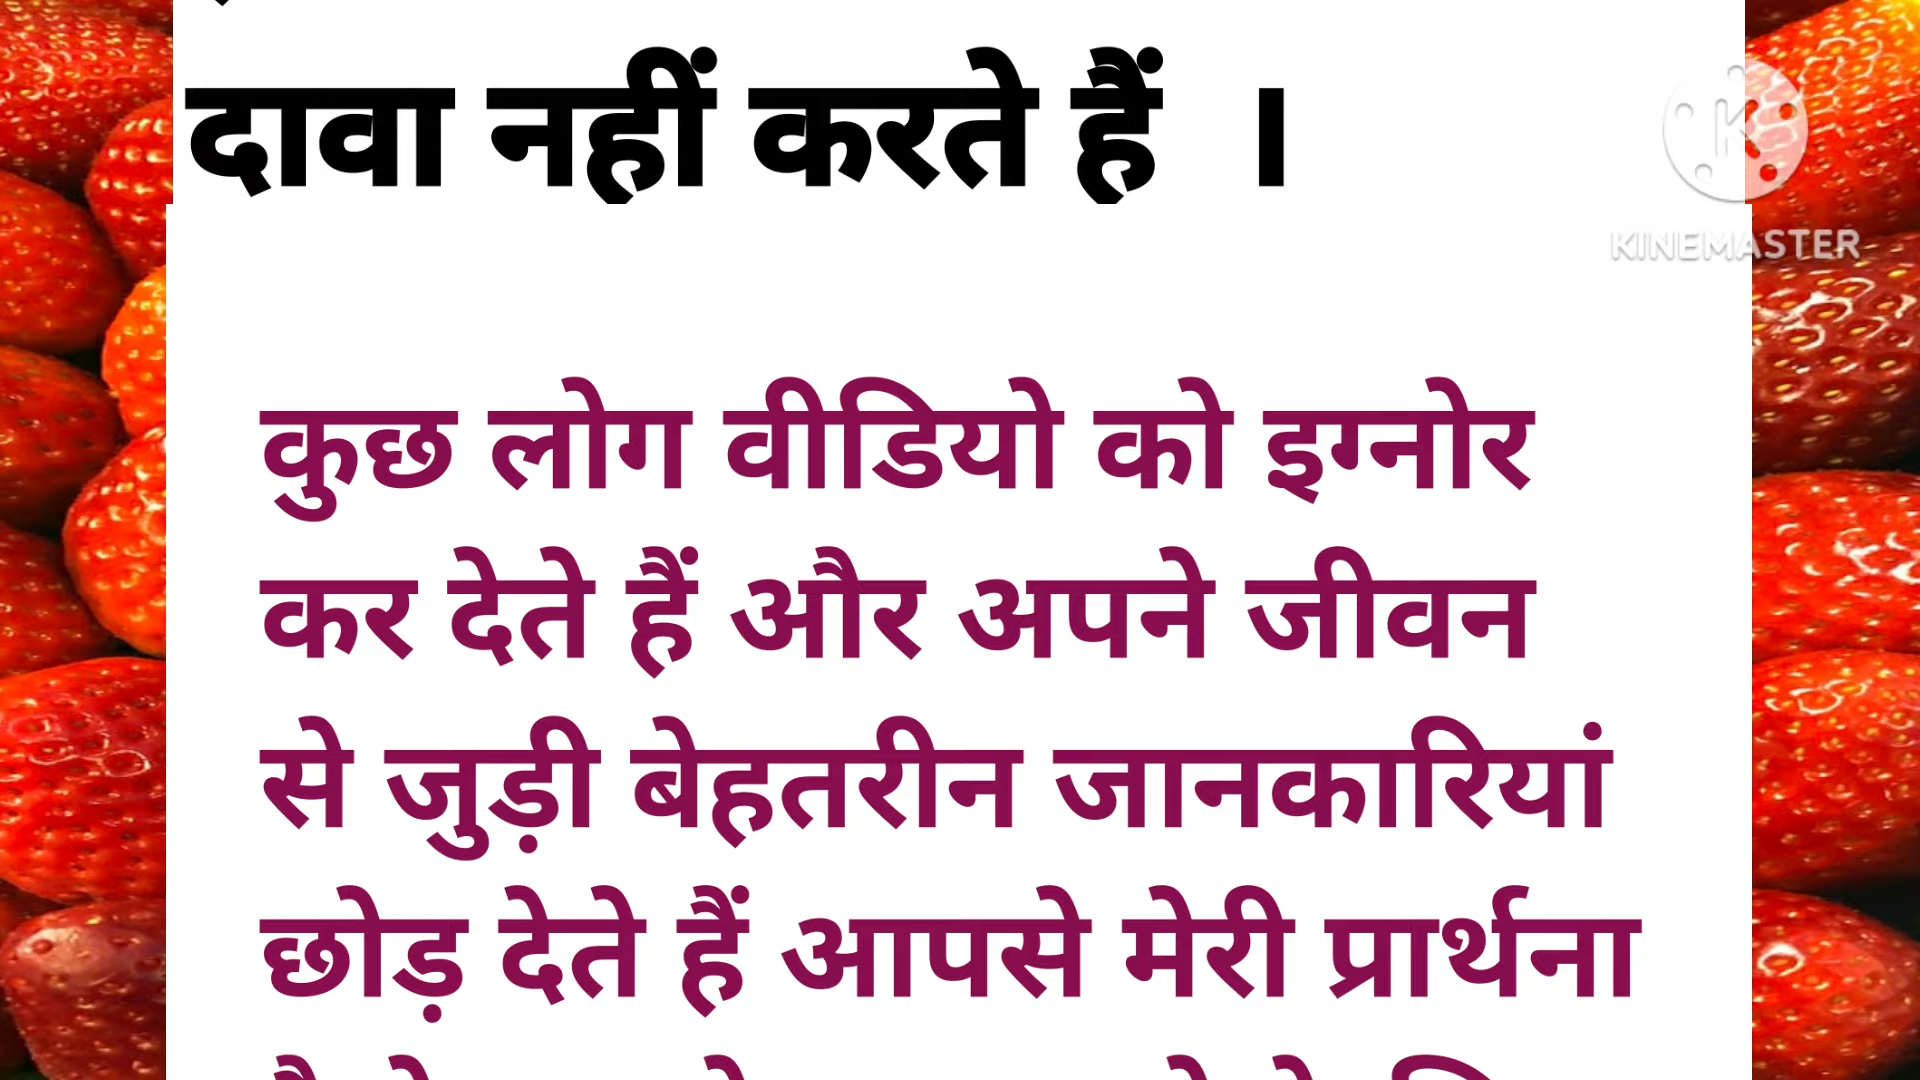 दावा नहीं करते हैं ।
KINEMASTER
कुछ लोग वीडियो को इग्नोर
कर देते हैं और अपने जीवन
से जुड़ी बेहतरीन जानकारियां
छोड़ देते हैं आपसे मेरी प्रार्थना